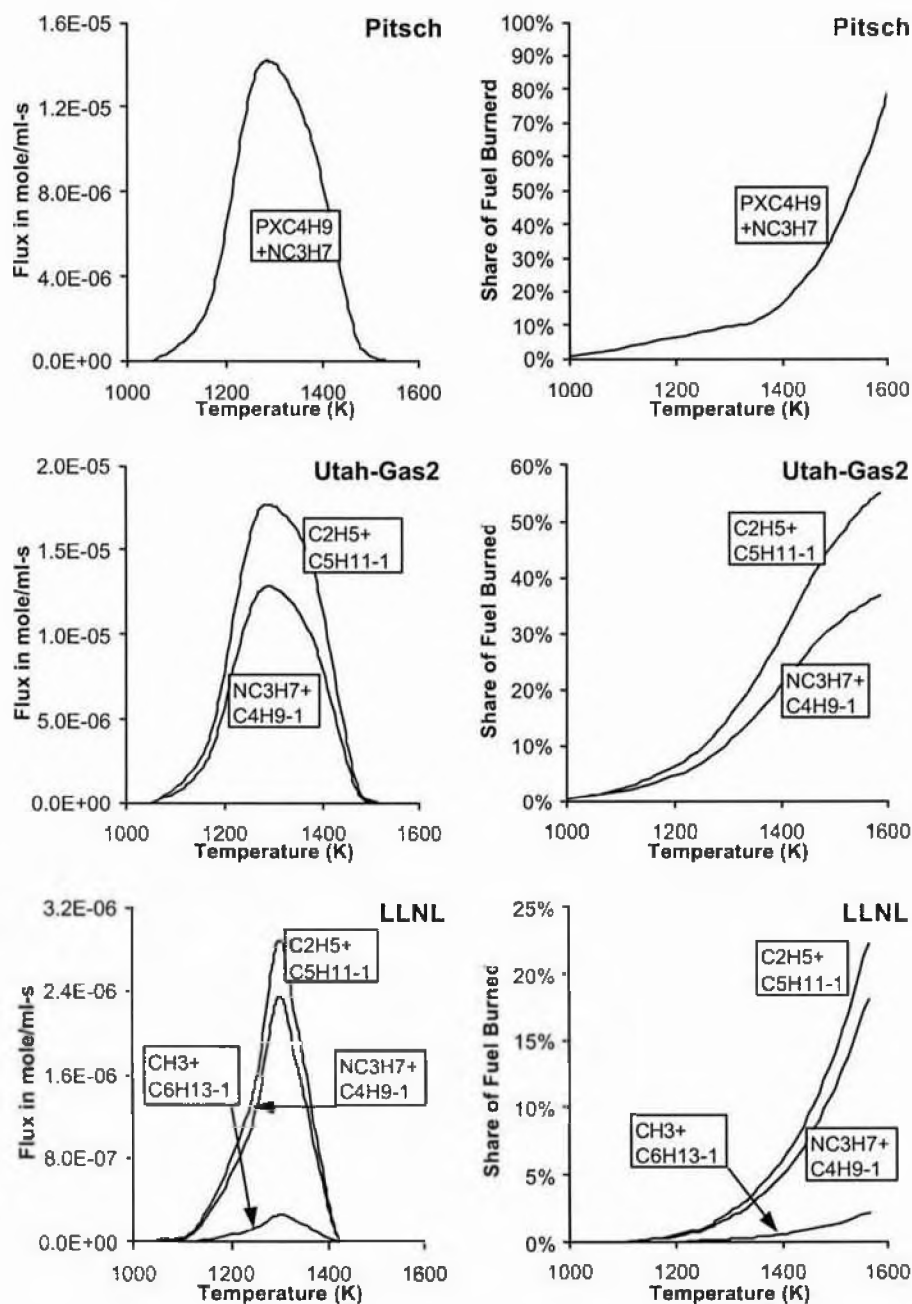 Pitsch
Flux in mole/ml-s
1.6E-05
1.2E-05
8.0E-06
4.0E-06
0.0E+00
PXC4H9
+NC3H7
1000
1200
1400
1600
Temperature (K)
Pitsch
Share of Fuel Burnerd
100%
90%
80%
70%
60%
50%
40%
30%
20%
10%
0%
PXC4H9
+NC3H7
1000
1200
1400
1600
Temperature (K)
Utah-Gas2
Flux in mole/ml-s
2.0E-05
1.5E-05
1.0E-05
5.0E-06
0.0E+00
C2H5+
C5H11-1
NC3H7+
C4H9-1
1000
1200
1400
1600
Temperature (K)
Utah-Gas2
Share of Fuel Burned
60%
50%
40%
30%
20%
10%
0%
C2H5+
C5H11-1
NC3H7+
C4H9-1
1000
1200
1400
1600
Temperature (K)
LLNL
Flux in mole/ml-s
3.2E-06
2.4E-06
1.6E-06
8.0E-07
0.0E+00
C2H5+
C5H11-1
CH3+
C6H13-1
NC3H7+
C4H9-1
1000
1200
1400
1600
Temperature (K)
LLNL
Share of Fuel Burned
25%
20%
15%
10%
5%
0%
C2H5+
C5H11-1
CH3+
C6H13-1
NC3H7+
C4H9-1
1000
1200
1400
1600
Temperature (K)